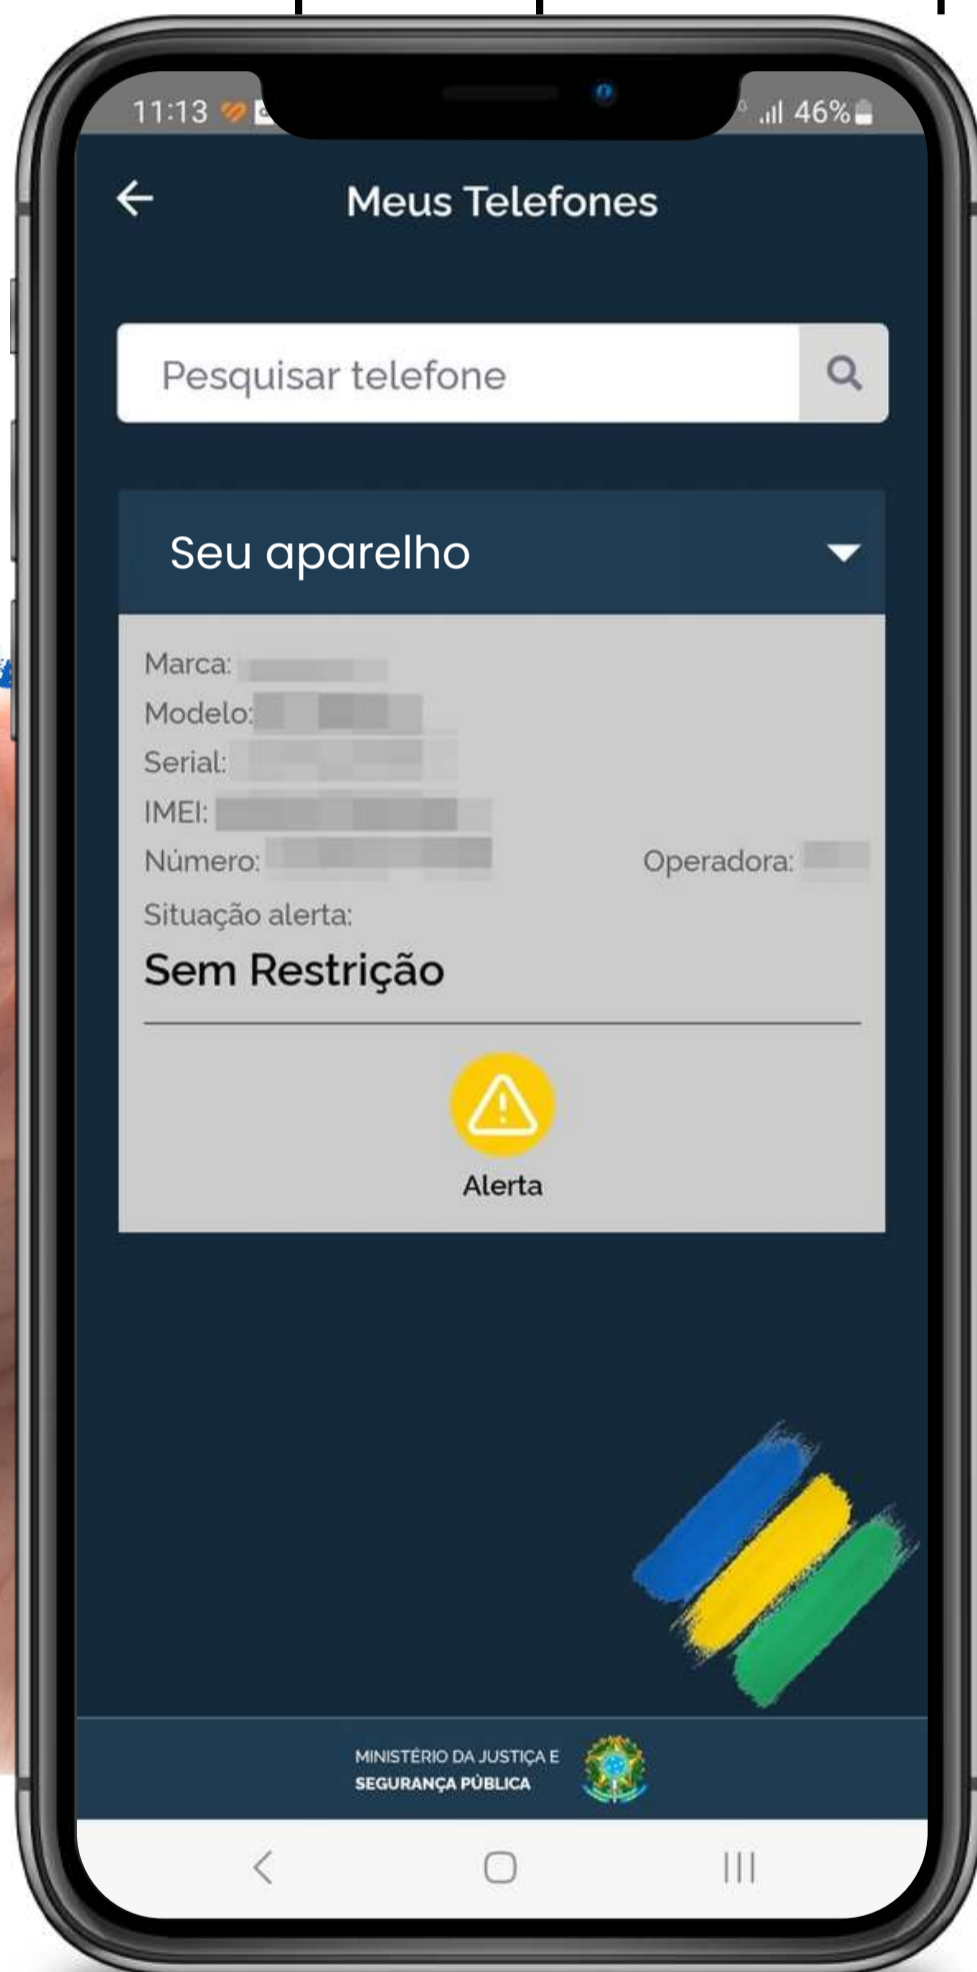 11:13
46%
Meus Telefones
Pesquisar telefone
Seu aparelho
Marca:
Modelo:
Serial:
IMEI:
Número: Operadora:
Situação alerta:
Sem Restrição
Alerta
MINISTÉRIO DA JUSTIÇA E
SEGURANÇA PÚBLICA